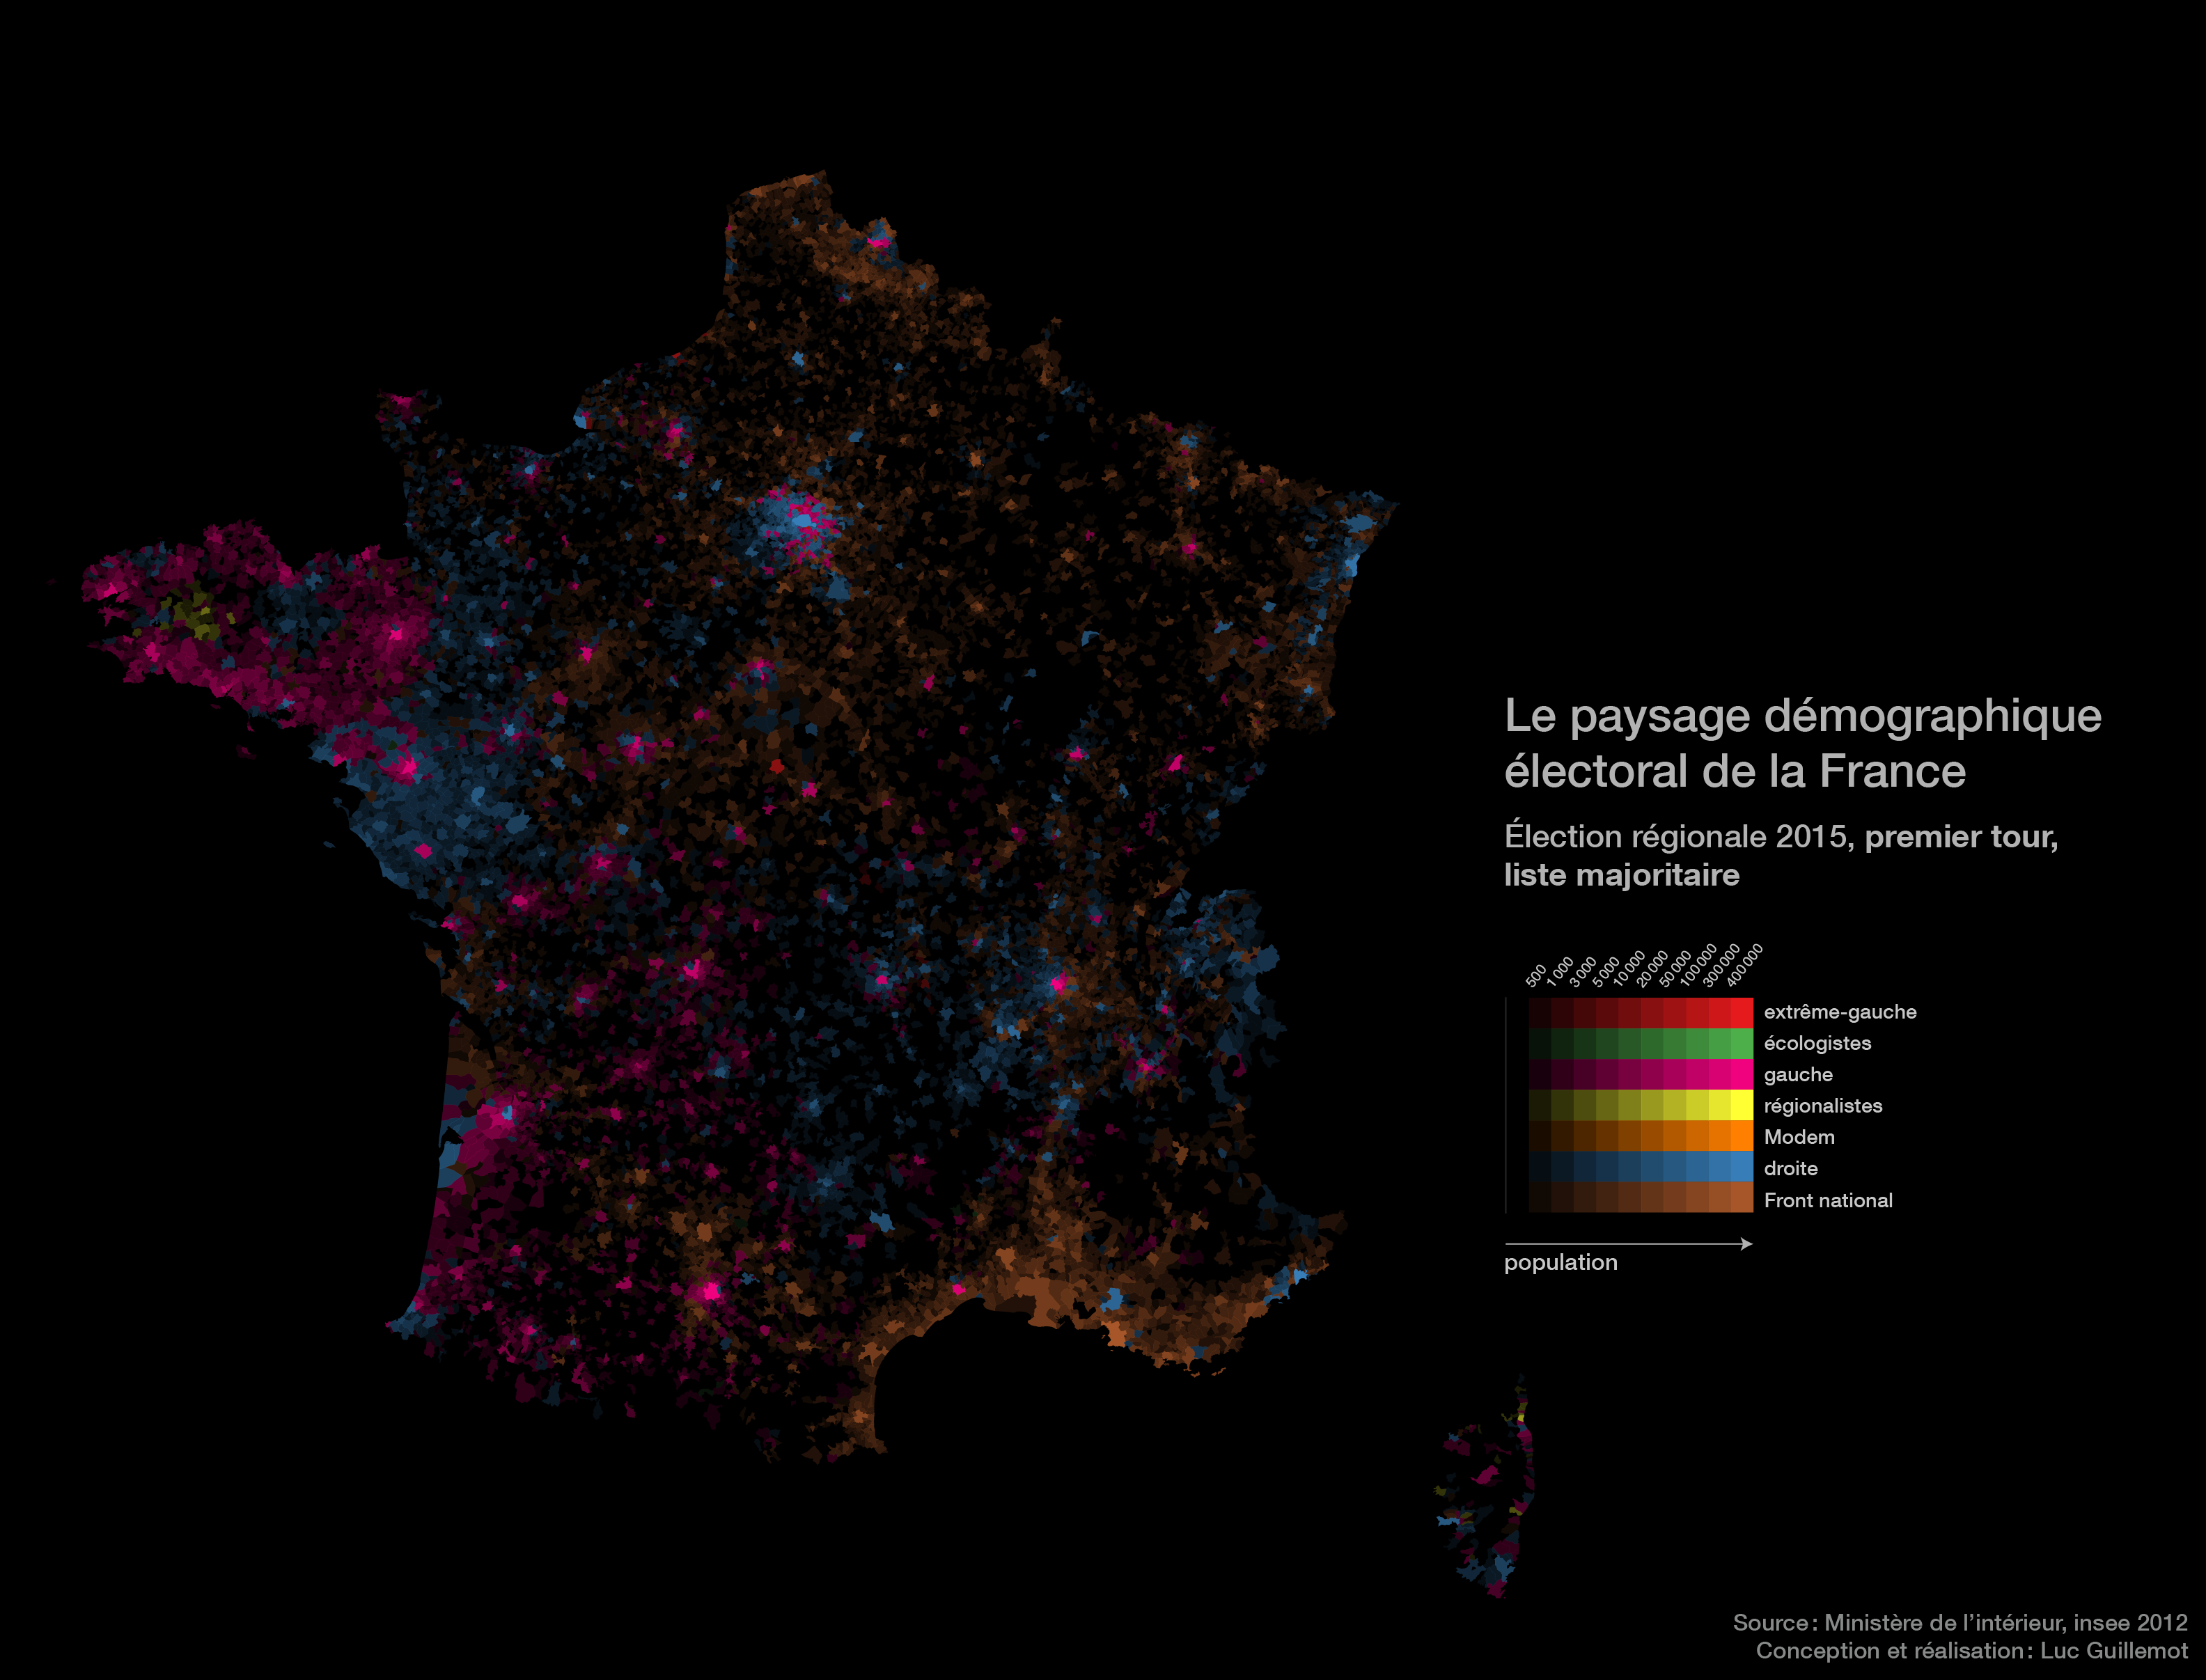 Le paysage démographique
électoral de la France
Élection régionale 2015, premier tour,
liste majoritaire
500
1 000
3 000
5 000
10 000
20 000
50 000
100 000
300 000
400 000
extrême-gauche
écologistes
gauche
régionalistes
Modem
droite
Front national
population
Source : Ministère de l’intérieur, insee 2012
Conception et réalisation : Luc Guillemot